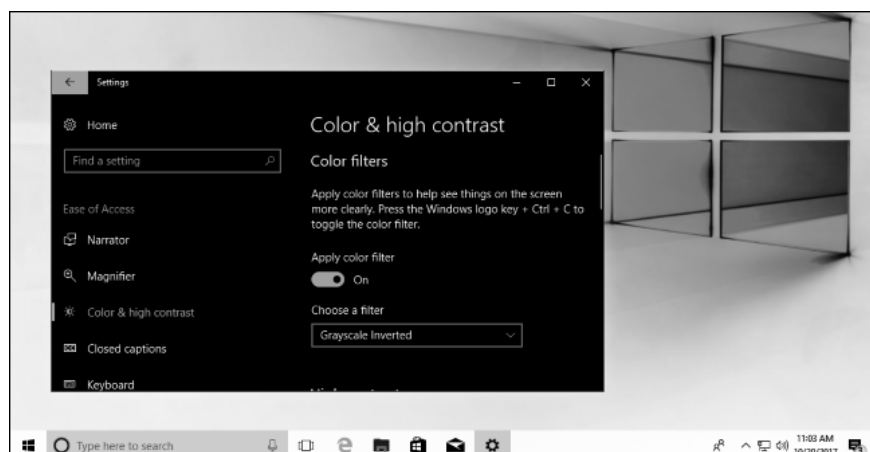 Settings
Home
Color & high contrast
Find a setting
Color filters
Apply color filters to help see things on the screen
more clearly. Press the Windows logo key + Ctrl + C to
toggle the color filter.
Ease of Access
Narrator
Apply color filter
Magnifier
On
Color & high contrast
Choose a filter
Grayscale Inverted
Closed captions
Keyboard
Type here to search
11:03 AM